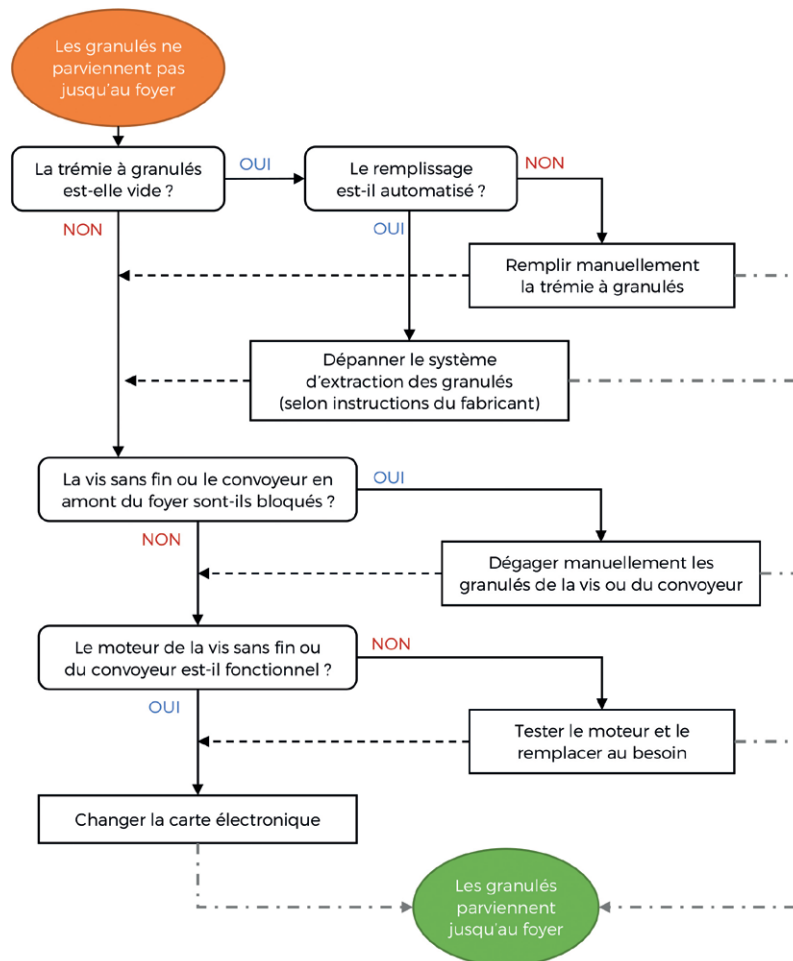 Les granulés ne
parviennent pas
jusqu'au foyer
La trémie à granulés
est-elle vide ?
OUI
Le remplissage
est-il automatisé ?
NON
NON
OUI
Remplir manuellement
la trémie à granulés
Dépanner le système
d'extraction des granulés
(selon instructions du fabricant)
La vis sans fin ou le convoyeur en
amont du foyer sont-ils bloqués ?
OUI
NON
Dégager manuellement les
granulés de la vis ou du convoyeur
Le moteur de la vis sans fin ou
du convoyeur est-il fonctionnel ?
NON
OUI
Tester le moteur et le
remplacer au besoin
Changer la carte électronique
Les granulés
parviennent
jusqu'au foyer